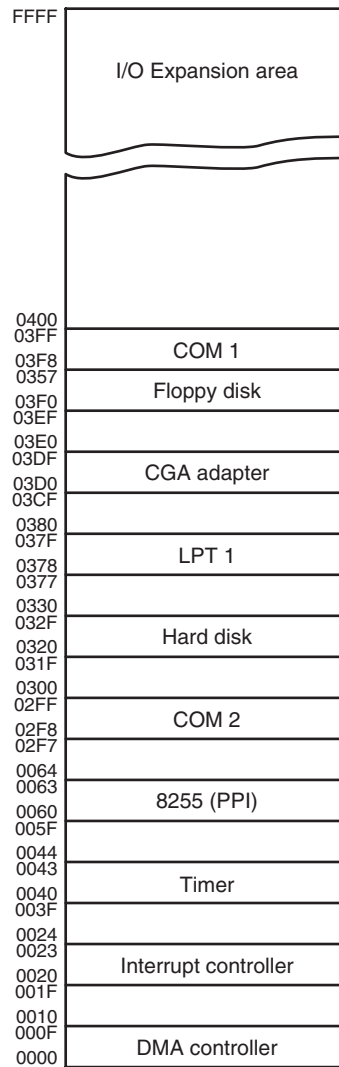 FFFF
I/O Expansion area
0400
03FF
COM 1
03F8
0357
Floppy disk
03F0
03EF
03E0
03DF
CGA adapter
03D0
03CF
0380
037F
LPT 1
0378
0377
0330
032F
Hard disk
0320
031F
0300
02FF
COM 2
02F8
02F7
0064
0063
8255 (PPI)
0060
005F
0044
0043
Timer
0040
003F
0024
0023
Interrupt controller
0020
001F
0010
000F
DMA controller
0000